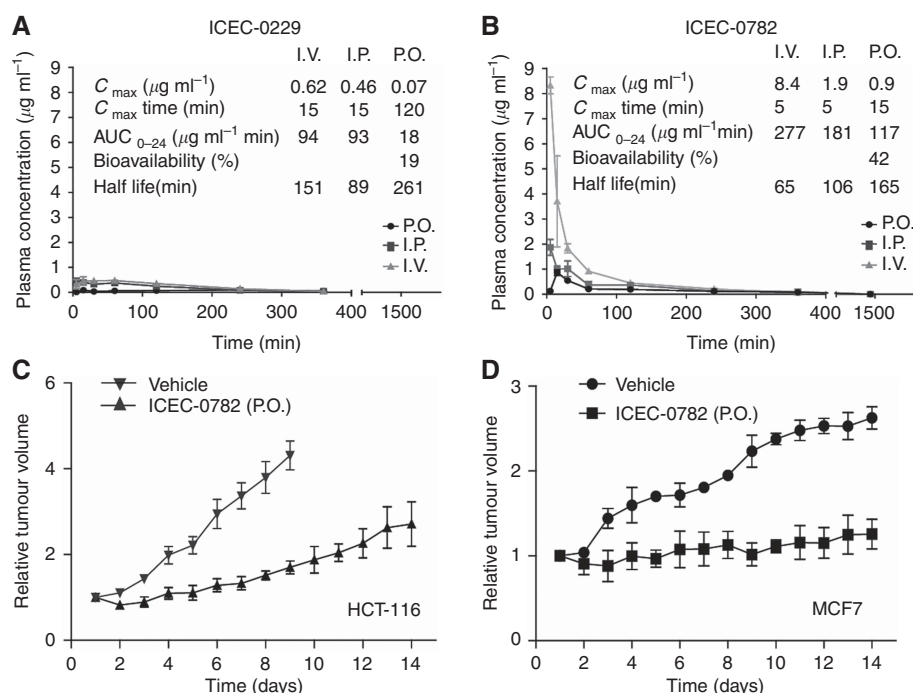 A
ICEC-0229
I.V. I.P. P.O.
C max (μg ml−1) 0.62 0.46 0.07
C max time (min) 15 15 120
AUC 0–24 (μg ml−1 min) 94 93 18
Bioavailability (%) 19
Half life(min) 151 89 261
P.O.
I.P.
I.V.
Plasma concentration (μg ml−1)
9
8
7
6
5
4
3
2
1
0
0 100 200 300 400 1500
Time (min)
B
ICEC-0782
I.V. I.P. P.O.
C max (μg ml−1) 8.4 1.9 0.9
C max time (min) 5 5 15
AUC 0–24 (μg ml−1min) 277 181 117
Bioavailability (%) 42
Half life(min) 65 106 165
P.O.
I.P.
I.V.
Plasma concentration (μg ml−1)
9
8
7
6
5
4
3
2
1
0
0 100 200 300 400 1500
Time (min)
C
Vehicle
ICEC-0782 (P.O.)
Relative tumour volume
6
4
2
0
HCT-116
0 2 4 6 8 10 12 14
Time (days)
D
Vehicle
ICEC-0782 (P.O.)
Relative tumour volume
3
2
1
0
MCF7
0 2 4 6 8 10 12 14
Time (days)